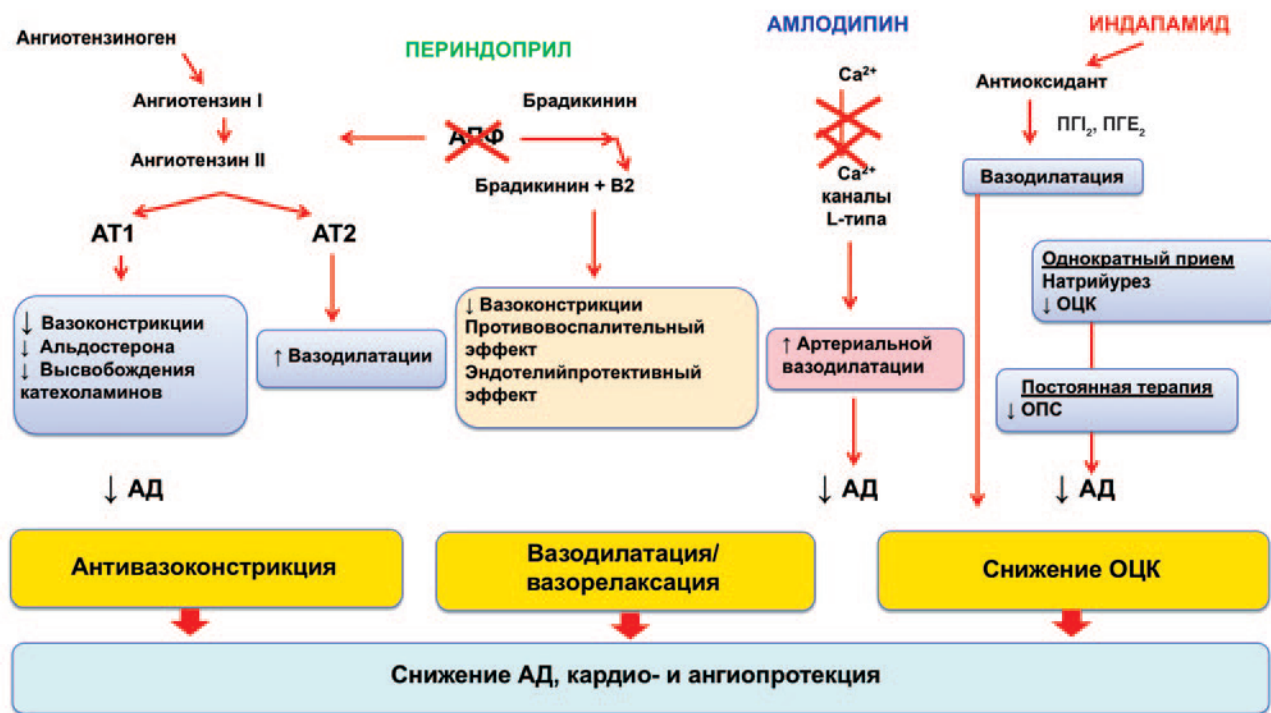 Ангиотензиноген
ПЕРИНДОПРИЛ
АМЛОДИПИН
ИНДАПАМИД
Ангиотензин I
Ангиотензин II
Брадикинин
АПФ
Брадикинин + В2
Ca²⁺
Ca²⁺
каналы
L-типа
Антиоксидант
ПГI₂, ПГЕ₂
Вазодилатация
АТ1
АТ2
↓ Вазоконстрикции
↓ Альдостерона
↓ Высвобождения
катехоламинов
↑ Вазодилатации
↓ Вазоконстрикции
Противовоспалительный
эффект
Эндотелийпротективный
эффект
↑ Артериальной
вазодилатации
Однократный прием
Натрийурез
↓ ОЦК
Постоянная терапия
↓ ОПС
↓ АД
↓ АД
↓ АД
Антивазоконстрикция
Вазодилатация/
вазорелаксация
Снижение ОЦК
Снижение АД, кардио- и ангиопротекция